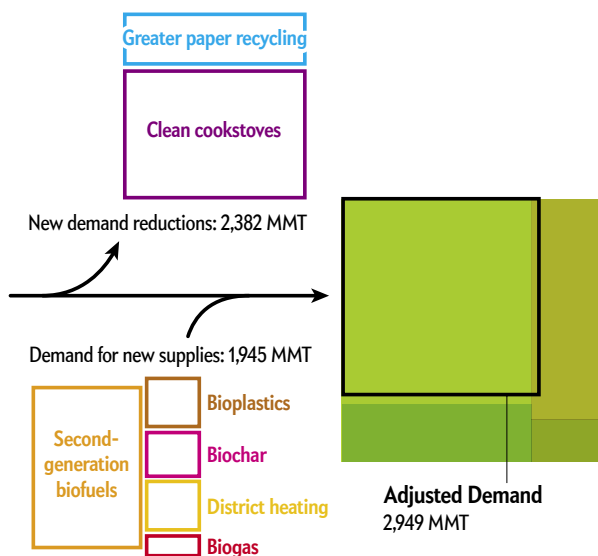 Greater paper recycling
Clean cookstoves
New demand reductions: 2,382 MMT
Demand for new supplies: 1,945 MMT
Second-
generation
biofuels
Bioplastics
Biochar
District heating
Biogas
Adjusted Demand
2,949 MMT